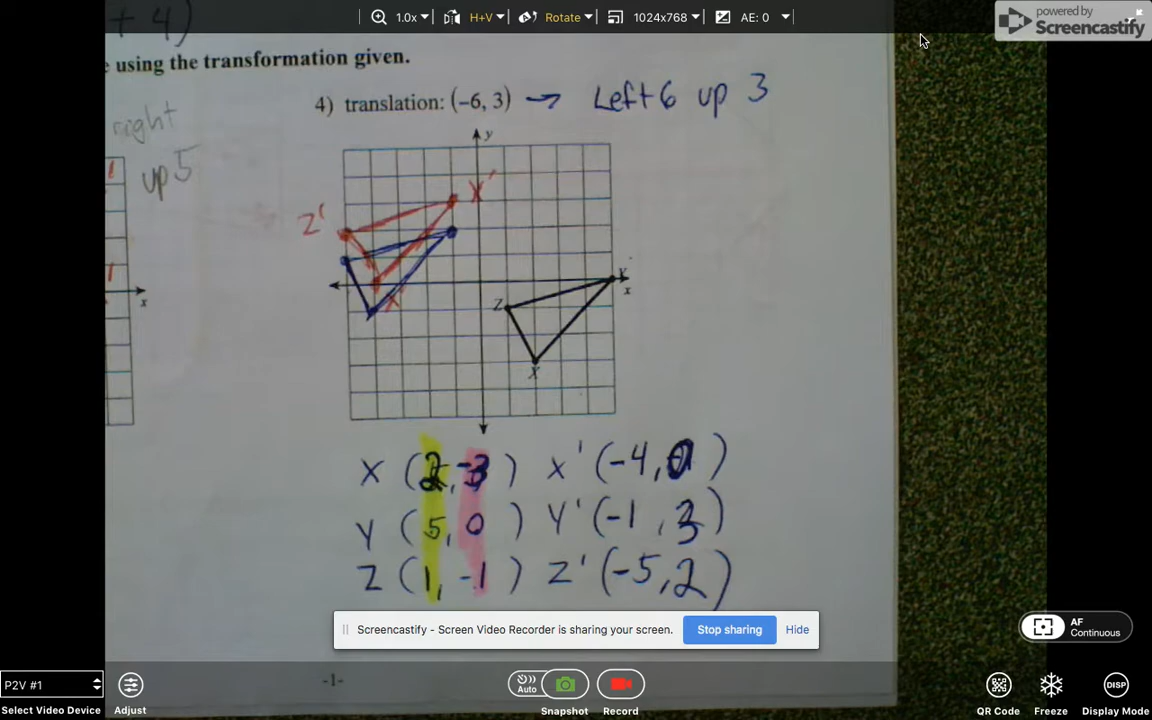 1.0x H+V Rotate 1024x768 AE: 0
powered by
Screencastify
+ 4)
e using the transformation given.
4) translation: (−6, 3) → Left 6 up 3
right
up 5
y
X'
Z'
X'
x
Z
Y
x
X
X (2, -3) X' (-4, 0)
Y (5, 0) Y' (-1, 3)
Z (1, -1) Z' (-5, 2)
Screencastify - Screen Video Recorder is sharing your screen. Stop sharing Hide
AF
Continuous
-1-
P2V #1
Auto
Select Video Device Adjust Snapshot Record QR Code Freeze DISP Display Mode